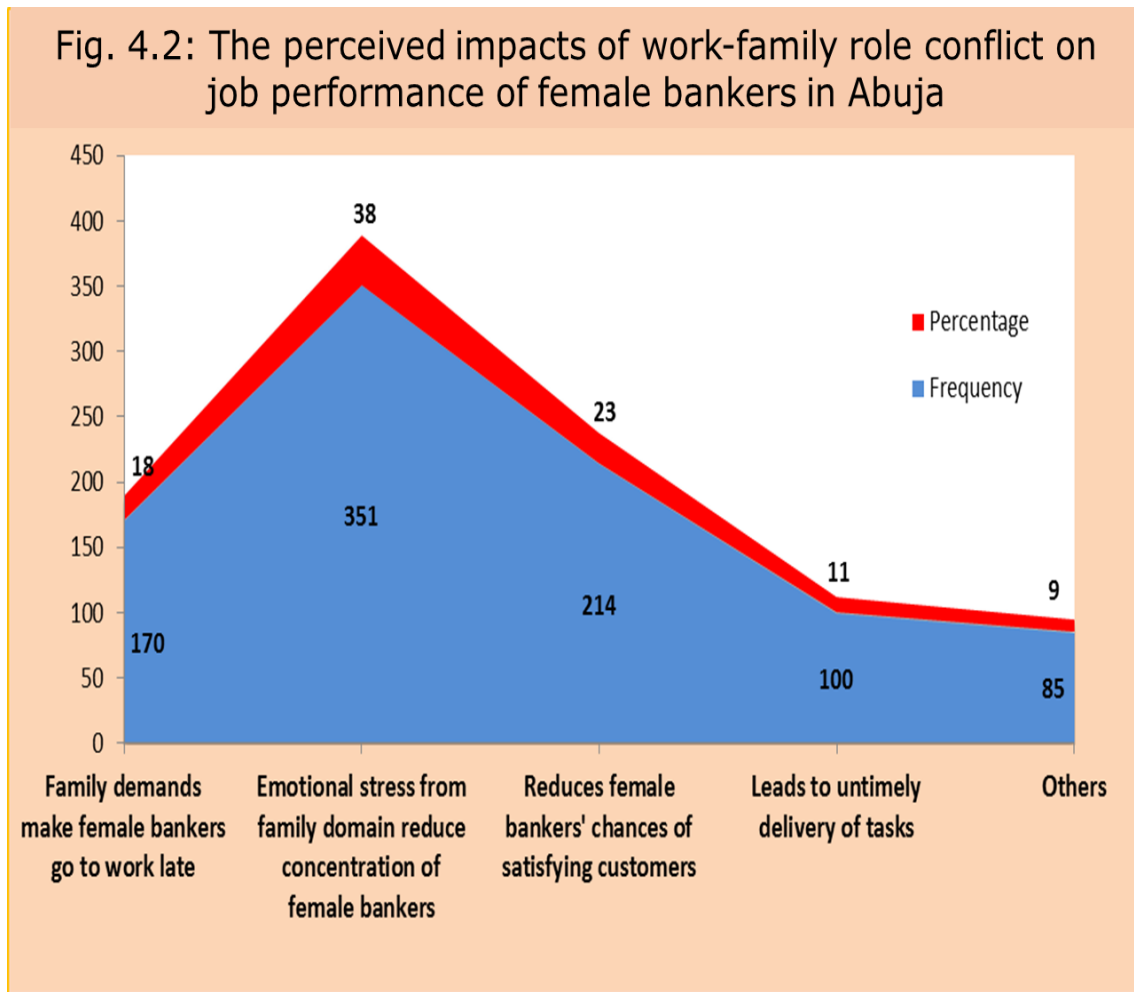 Fig. 4.2: The perceived impacts of work-family role conflict on
job performance of female bankers in Abuja
450
400
350
300
250
200
150
100
50
0
38
18
23
11
9
351
214
170
100
85
Percentage
Frequency
Family demands
make female bankers
go to work late
Emotional stress from
family domain reduce
concentration of
female bankers
Reduces female
bankers' chances of
satisfying customers
Leads to untimely
delivery of tasks
Others